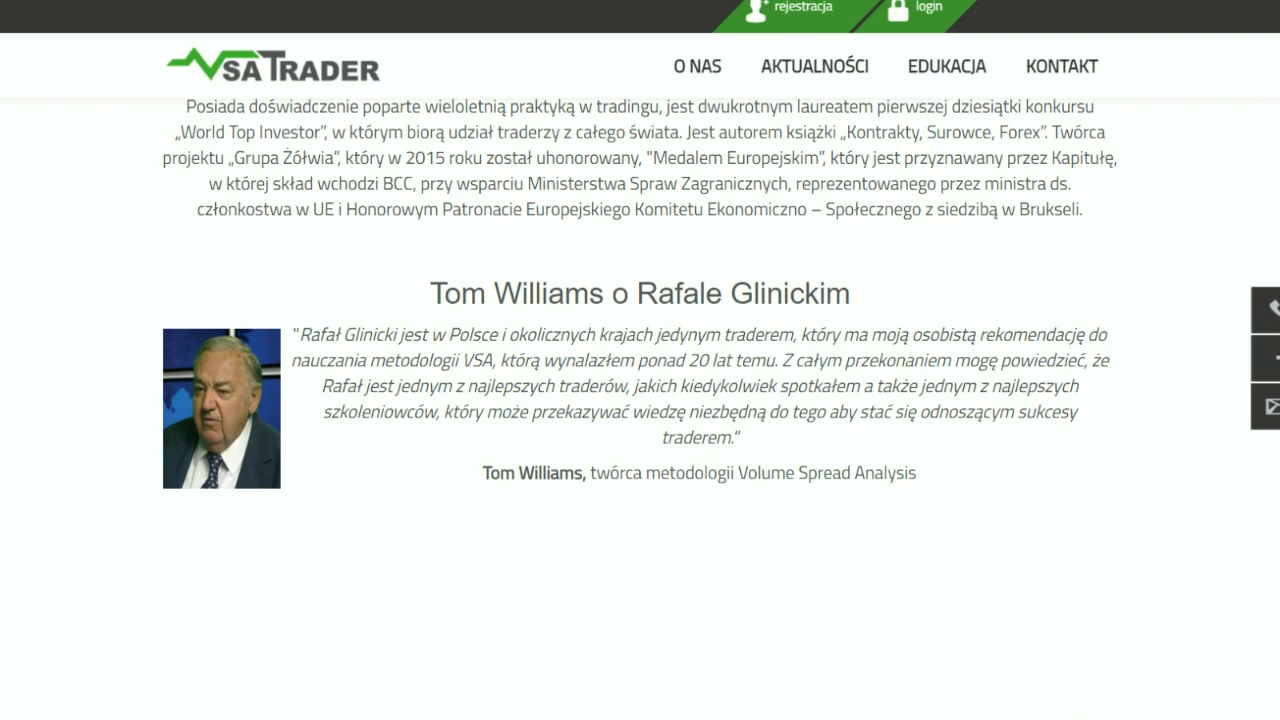 rejestracja
login
VSATRADER
O NAS
AKTUALNOŚCI
EDUKACJA
KONTAKT
Posiada doświadczenie poparte wieloletnią praktyką w tradingu, jest dwukrotnym laureatem pierwszej dziesiątki konkursu
„World Top Investor”, w którym biorą udział traderzy z całego świata. Jest autorem książki „Kontrakty, Surowce, Forex”. Twórca
projektu „Grupa Żółwia”, który w 2015 roku został uhonorowany, "Medalem Europejskim”, który jest przyznawany przez Kapitułę,
w której skład wchodzi BCC, przy wsparciu Ministerstwa Spraw Zagranicznych, reprezentowanego przez ministra ds.
członkostwa w UE i Honorowym Patronacie Europejskiego Komitetu Ekonomiczno – Społecznego z siedzibą w Brukseli.
Tom Williams o Rafale Glinickim
"Rafał Glinicki jest w Polsce i okolicznych krajach jedynym traderem, który ma moją osobistą rekomendację do
nauczania metodologii VSA, którą wynalazłem ponad 20 lat temu. Z całym przekonaniem mogę powiedzieć, że
Rafał jest jednym z najlepszych traderów, jakich kiedykolwiek spotkałem a także jednym z najlepszych
szkoleniowców, który może przekazywać wiedzę niezbędną do tego aby stać się odnoszącym sukcesy
traderem."
Tom Williams, twórca metodologii Volume Spread Analysis